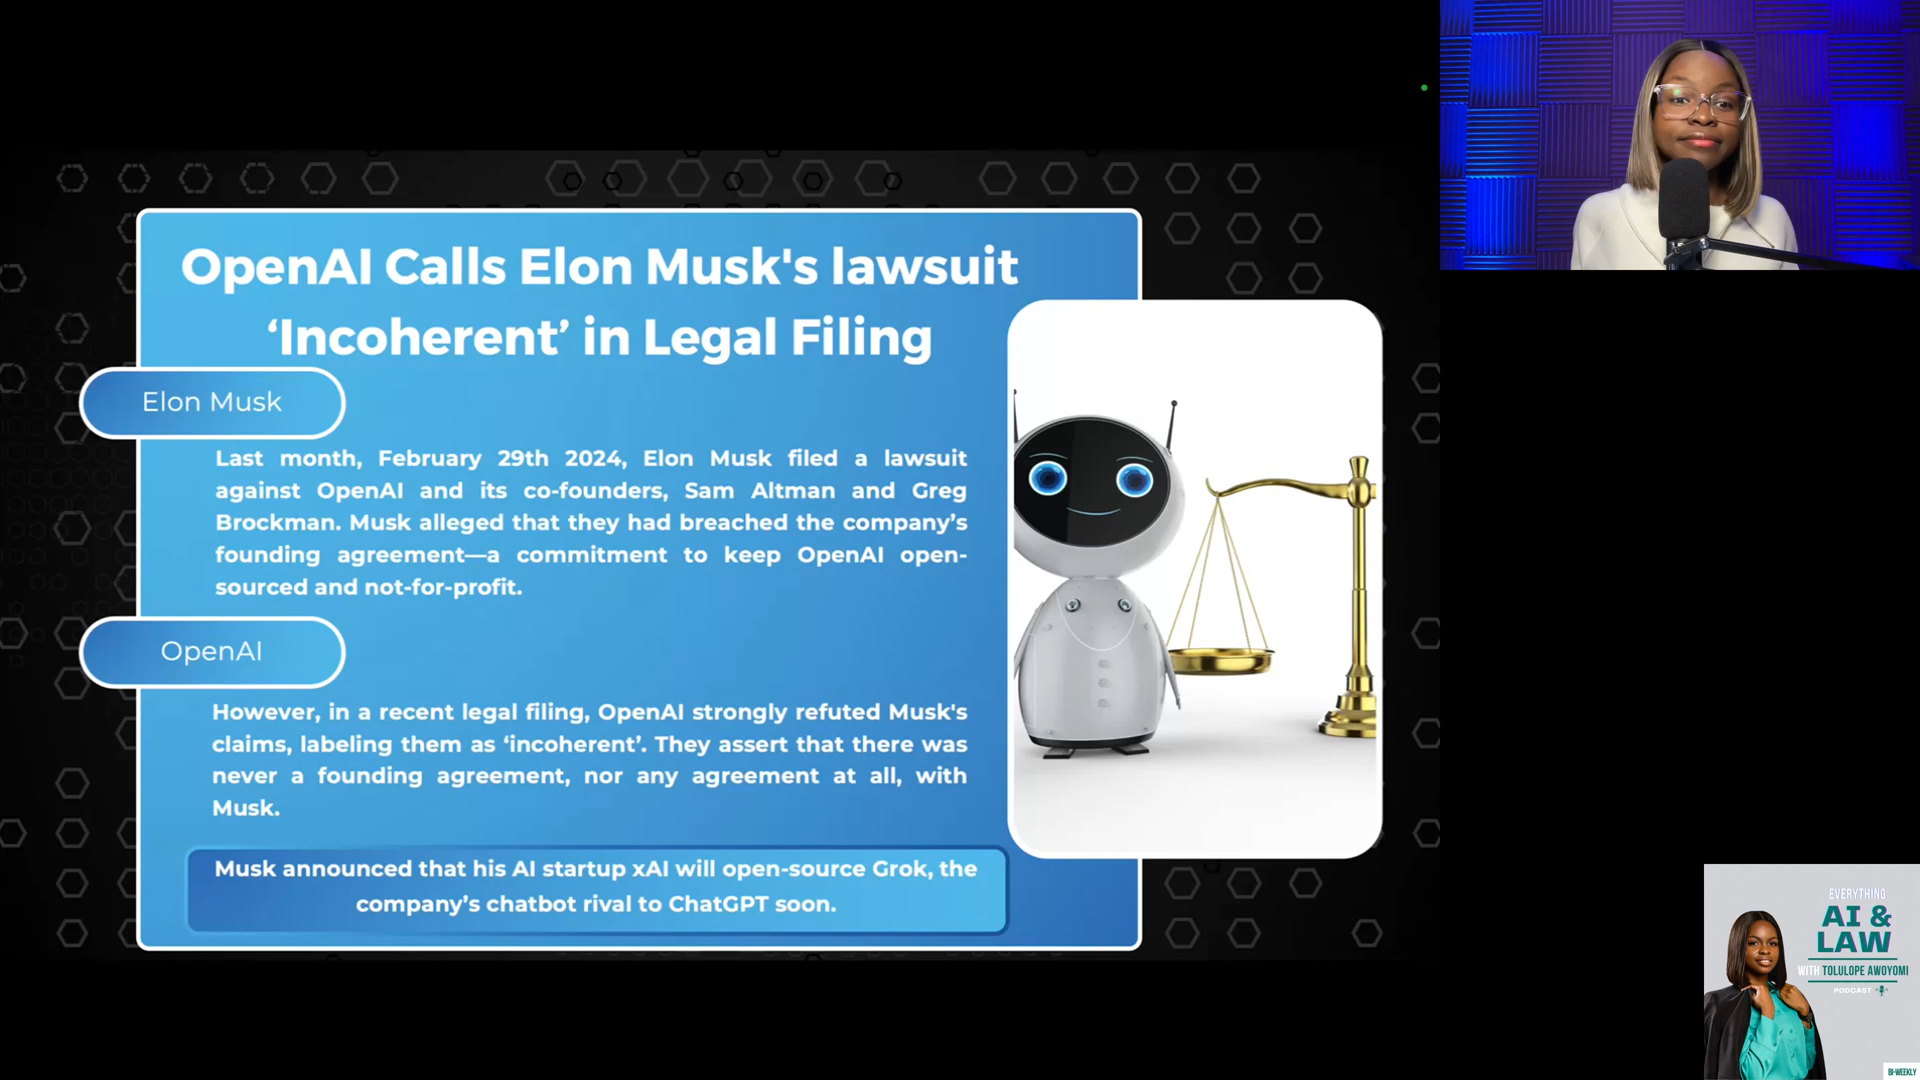 OpenAI Calls Elon Musk's lawsuit
‘Incoherent’ in Legal Filing
Elon Musk
Last month, February 29th 2024, Elon Musk filed a lawsuit
against OpenAI and its co-founders, Sam Altman and Greg
Brockman. Musk alleged that they had breached the company’s
founding agreement—a commitment to keep OpenAI open-
sourced and not-for-profit.
OpenAI
However, in a recent legal filing, OpenAI strongly refuted Musk's
claims, labeling them as ‘incoherent’. They assert that there was
never a founding agreement, nor any agreement at all, with
Musk.
Musk announced that his AI startup xAI will open-source Grok, the
company’s chatbot rival to ChatGPT soon.
EVERYTHING
AI &
LAW
WITH TOLULOPE AWOYOMI
PODCAST
BI-WEEKLY